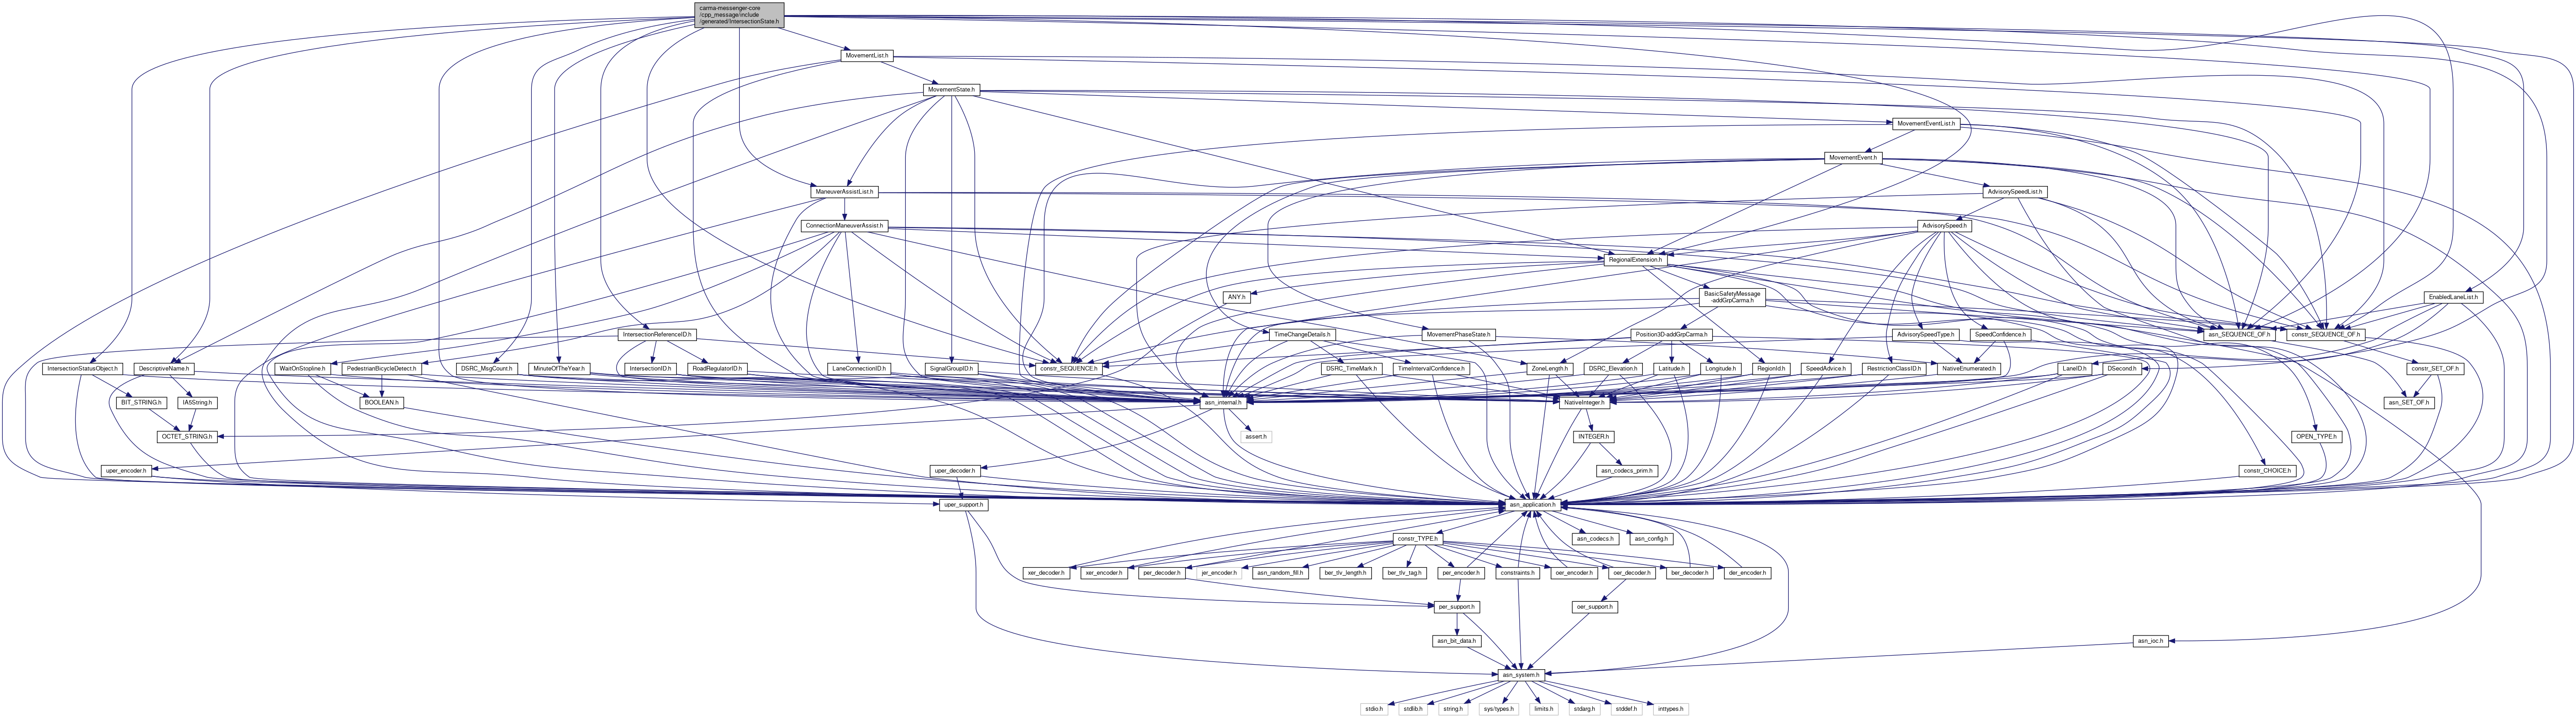 carma-messenger-core
/cpp_message/include
/generated/IntersectionState.h
MovementList.h
MovementState.h
MovementEventList.h
MovementEvent.h
ManeuverAssistList.h
AdvisorySpeedList.h
ConnectionManeuverAssist.h
AdvisorySpeed.h
RegionalExtension.h
ANY.h
BasicSafetyMessage
-addGrpCarma.h
EnabledLaneList.h
IntersectionReferenceID.h
TimeChangeDetails.h
MovementPhaseState.h
Position3D-addGrpCarma.h
AdvisorySpeedType.h
SpeedConfidence.h
asn_SEQUENCE_OF.h
constr_SEQUENCE_OF.h
IntersectionStatusObject.h
DescriptiveName.h
WaitOnStopline.h
PedestrianBicycleDetect.h
DSRC_MsgCount.h
MinuteOfTheYear.h
IntersectionID.h
RoadRegulatorID.h
LaneConnectionID.h
SignalGroupID.h
constr_SEQUENCE.h
DSRC_TimeMark.h
TimeIntervalConfidence.h
ZoneLength.h
DSRC_Elevation.h
Latitude.h
Longitude.h
RegionId.h
SpeedAdvice.h
RestrictionClassID.h
NativeEnumerated.h
LaneID.h
DSecond.h
constr_SET_OF.h
BIT_STRING.h
IA5String.h
BOOLEAN.h
asn_internal.h
NativeInteger.h
asn_SET_OF.h
OCTET_STRING.h
assert.h
INTEGER.h
OPEN_TYPE.h
uper_encoder.h
uper_decoder.h
asn_codecs_prim.h
constr_CHOICE.h
uper_support.h
asn_application.h
constr_TYPE.h
asn_codecs.h
asn_config.h
xer_decoder.h
xer_encoder.h
per_decoder.h
jer_encoder.h
asn_random_fill.h
ber_tlv_length.h
ber_tlv_tag.h
per_encoder.h
constraints.h
oer_encoder.h
oer_decoder.h
ber_decoder.h
der_encoder.h
per_support.h
oer_support.h
asn_bit_data.h
asn_ioc.h
asn_system.h
stdio.h
stdlib.h
string.h
sys/types.h
limits.h
stdarg.h
stddef.h
inttypes.h